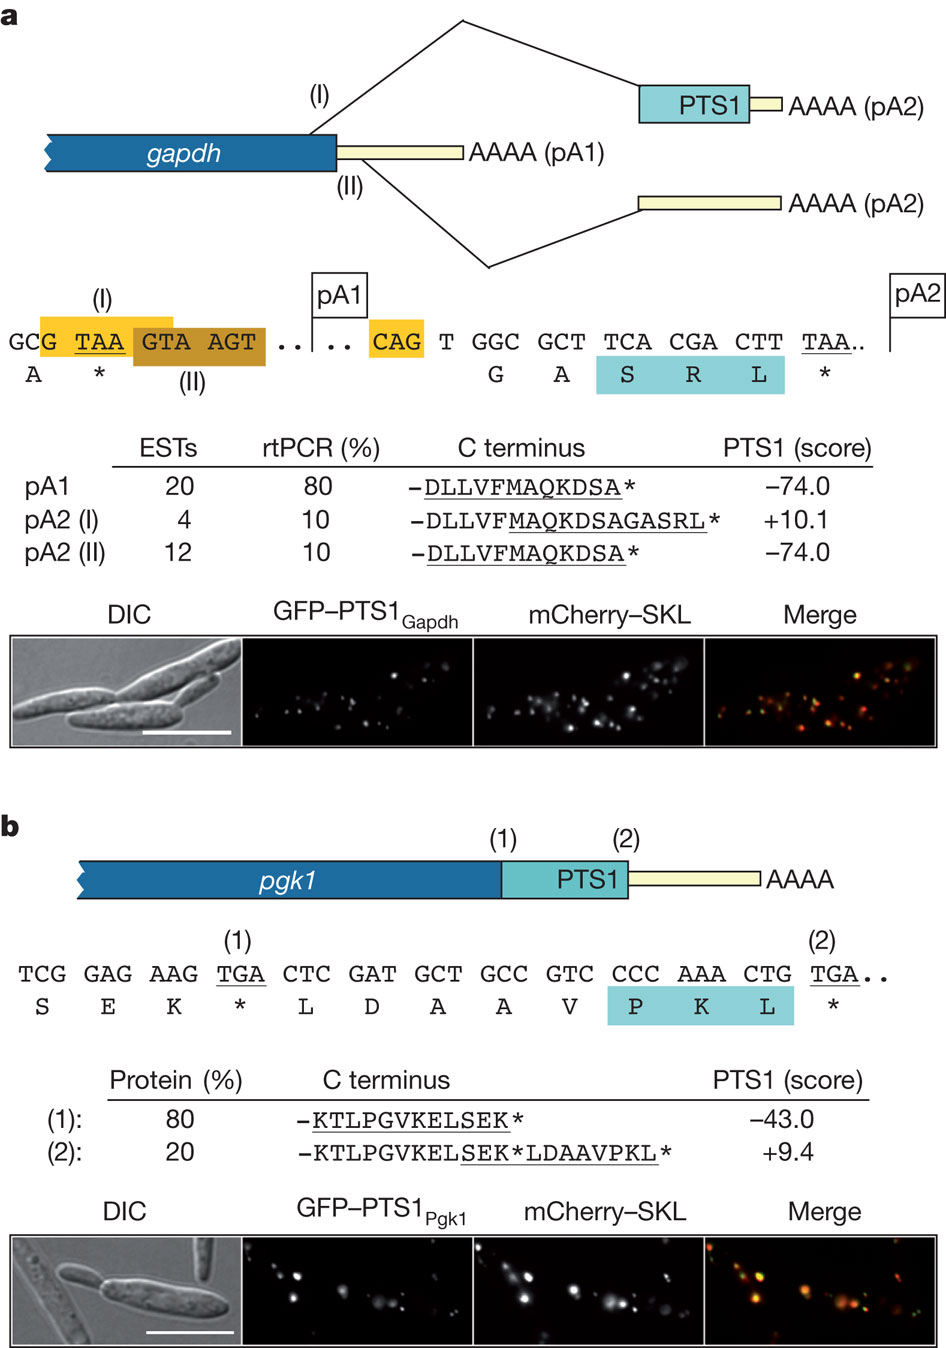 a
(I)
PTS1 AAAA (pA2)
gapdh AAAA (pA1)
(II)
AAAA (pA2)
(I) pA1 pA2
GCG TAA GTA AGT .. .. CAG T GGC GCT TCA CGA CTT TAA..
A * (II) G A S R L *
ESTs rtPCR (%) C terminus PTS1 (score)
pA1 20 80 –DLLVFMAQKDSA* –74.0
pA2 (I) 4 10 –DLLVFMAQKDSAGASRL* +10.1
pA2 (II) 12 10 –DLLVFMAQKDSA* –74.0
DIC GFP–PTS1Gapdh mCherry–SKL Merge
b
(1) (2)
pgk1 PTS1 AAAA
(1) (2)
TCG GAG AAG TGA CTC GAT GCT GCC GTC CCC AAA CTG TGA..
S E K * L D A A V P K L *
Protein (%) C terminus PTS1 (score)
(1): 80 –KTLPGVKELSEK* –43.0
(2): 20 –KTLPGVKELSEK*LDAAVPKL* +9.4
DIC GFP–PTS1Pgk1 mCherry–SKL Merge